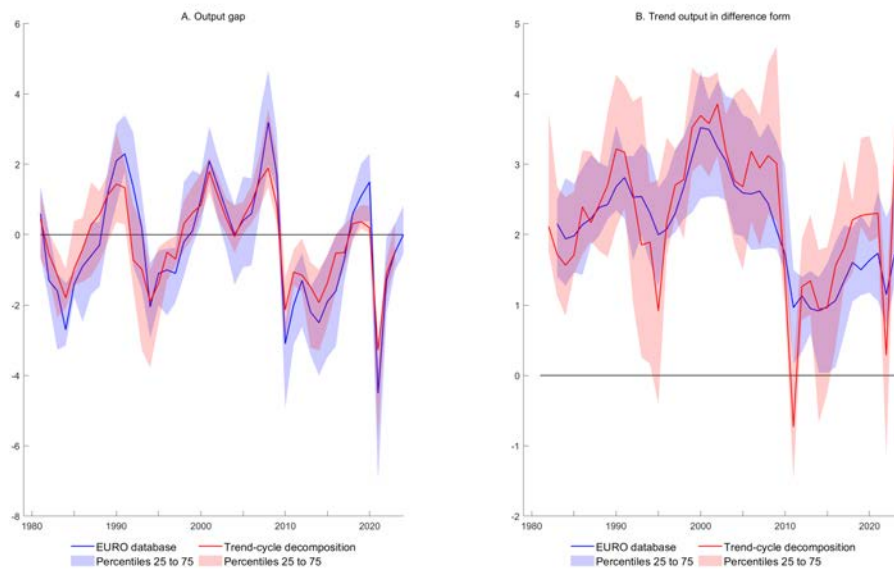 A. Output gap
6
4
2
0
-2
-4
-6
-8
1980 1990 2000 2010 2020
EURO database Trend-cycle decomposition
Percentiles 25 to 75 Percentiles 25 to 75
B. Trend output in difference form
5
4
3
2
1
0
-1
-2
1980 1990 2000 2010 2020
EURO database Trend-cycle decomposition
Percentiles 25 to 75 Percentiles 25 to 75